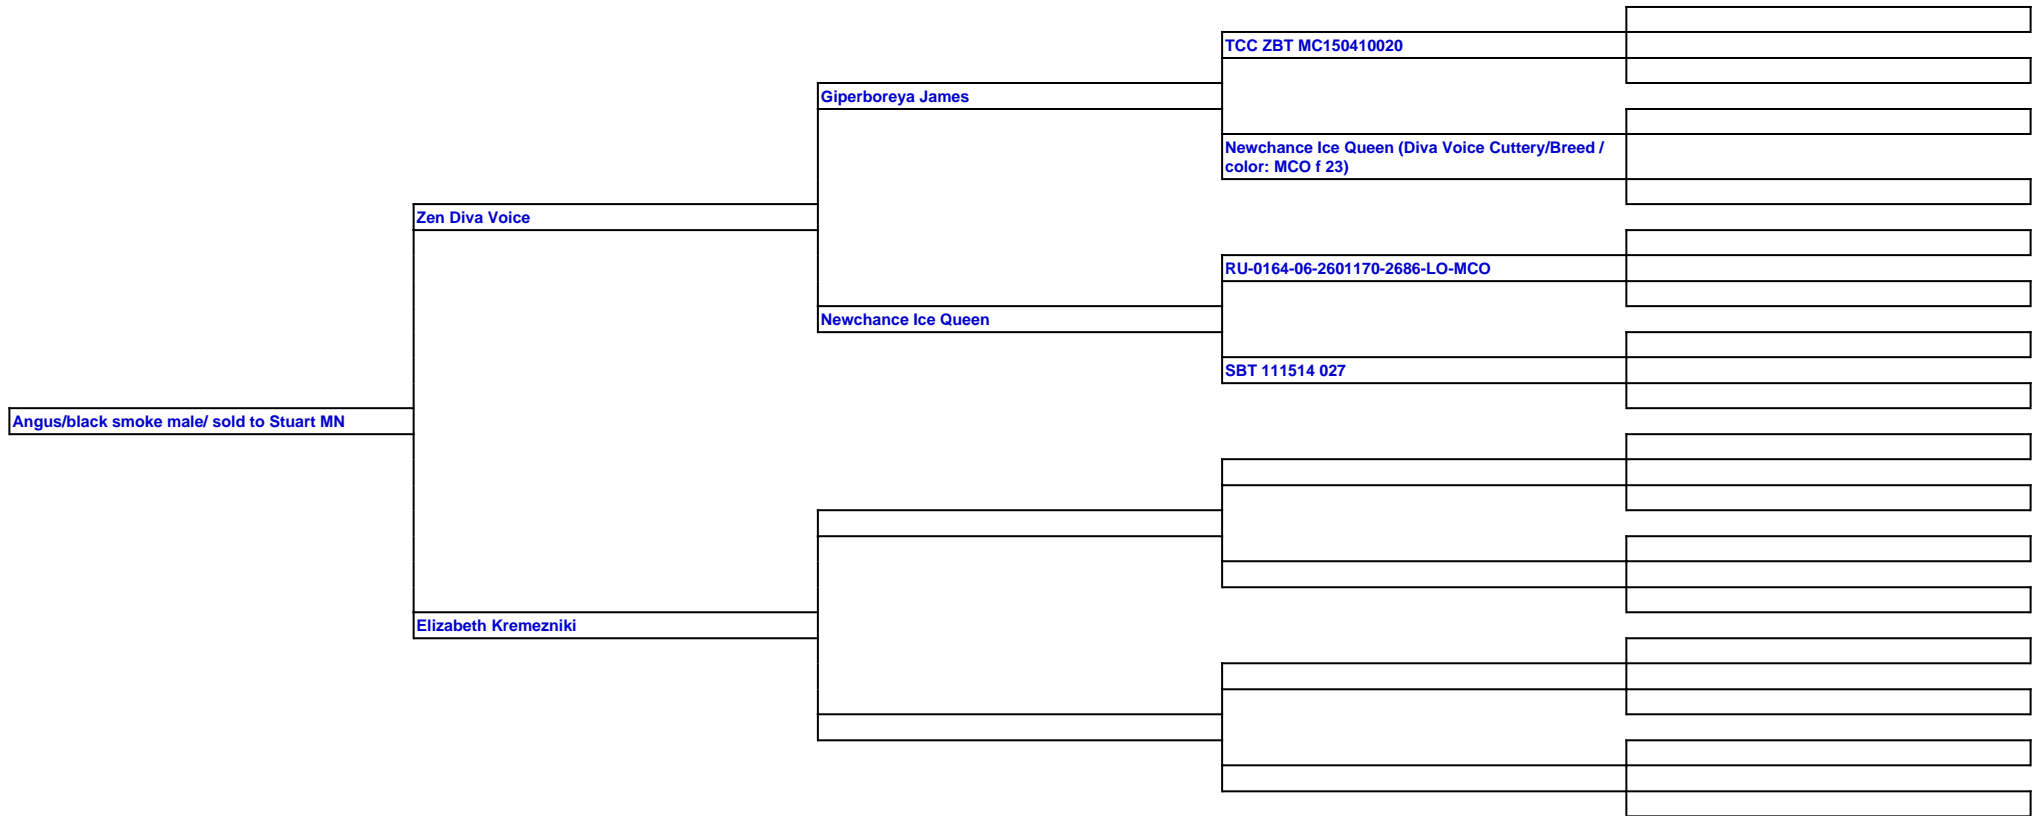 TCC ZBT MC150410020
Giperboreya James
Newchance Ice Queen (Diva Voice Cuttery/Breed /
color: MCO f 23)
Zen Diva Voice
RU-0164-06-2601170-2686-LO-MCO
Newchance Ice Queen
SBT 111514 027
Angus/black smoke male/ sold to Stuart MN
Elizabeth Kremezniki